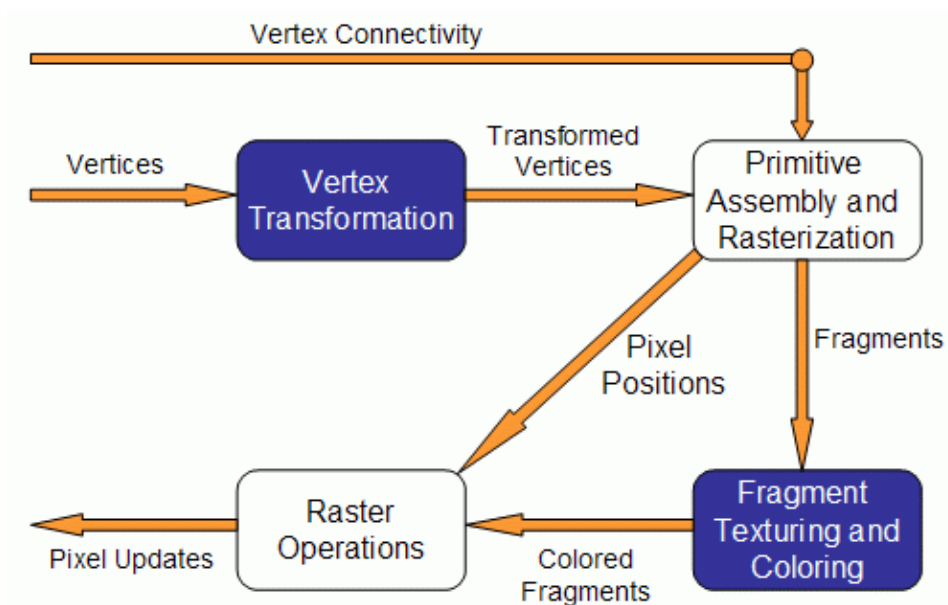 Vertex Connectivity
Vertices
Vertex
Transformation
Transformed
Vertices
Primitive
Assembly and
Rasterization
Pixel
Positions
Fragments
Fragment
Texturing and
Coloring
Colored
Fragments
Raster
Operations
Pixel Updates